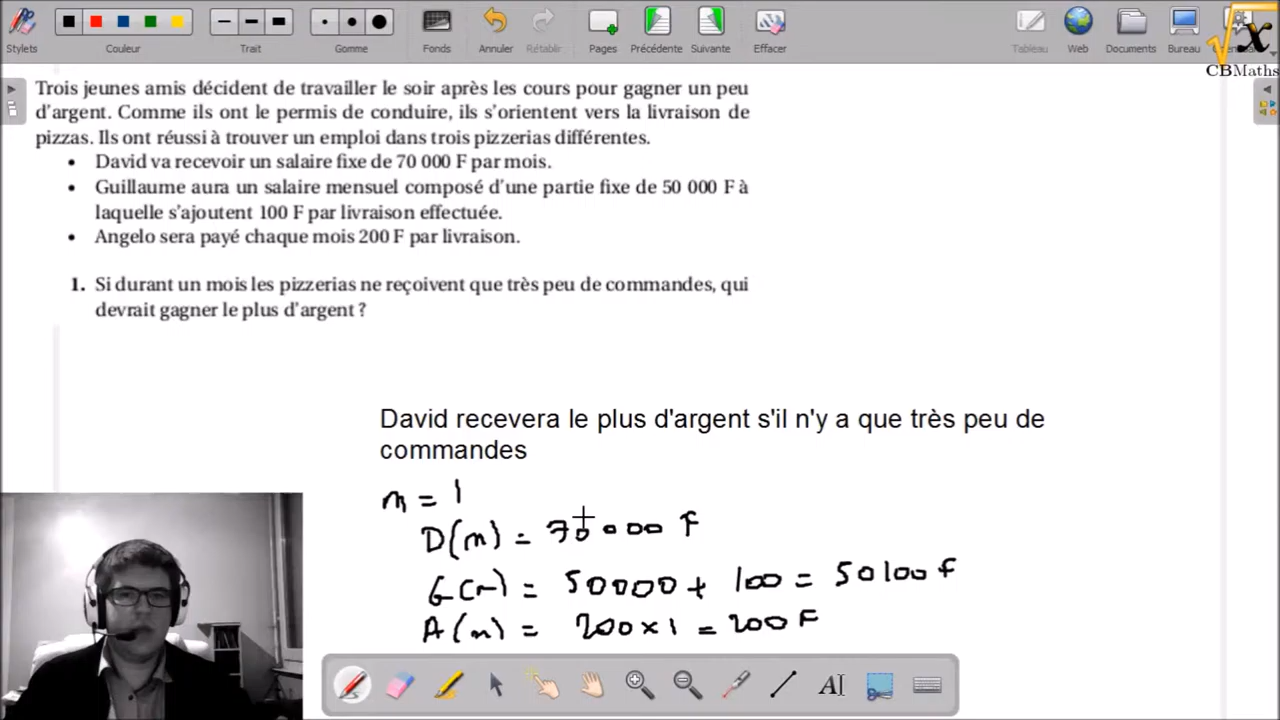 Stylets
Couleur
Trait
Gomme
Fonds
Annuler
Rétablir
Pages
Précédente
Suivante
Effacer
Tableau
Web
Documents
Bureau
CBMaths
Trois jeunes amis décident de travailler le soir après les cours pour gagner un peu
d'argent. Comme ils ont le permis de conduire, ils s'orientent vers la livraison de
pizzas. Ils ont réussi à trouver un emploi dans trois pizzerias différentes.
• David va recevoir un salaire fixe de 70 000 F par mois.
• Guillaume aura un salaire mensuel composé d'une partie fixe de 50 000 F à
laquelle s'ajoutent 100 F par livraison effectuée.
• Angelo sera payé chaque mois 200 F par livraison.
1. Si durant un mois les pizzerias ne reçoivent que très peu de commandes, qui
devrait gagner le plus d'argent ?
David recevera le plus d'argent s'il n'y a que très peu de
commandes
n = 1
D(n) = 70 000 F
G(n) = 50000 + 100 = 50100 F
A(n) = 200 × 1 = 200 F
AI